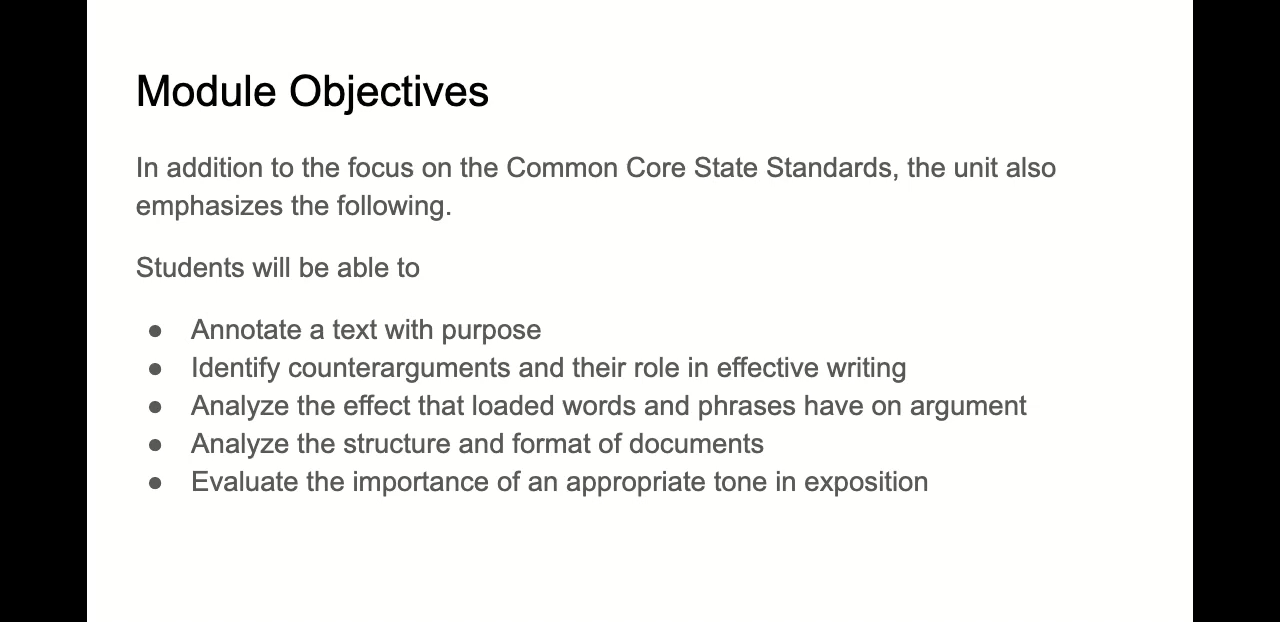 Module Objectives
In addition to the focus on the Common Core State Standards, the unit also
emphasizes the following.
Students will be able to
● Annotate a text with purpose
● Identify counterarguments and their role in effective writing
● Analyze the effect that loaded words and phrases have on argument
● Analyze the structure and format of documents
● Evaluate the importance of an appropriate tone in exposition